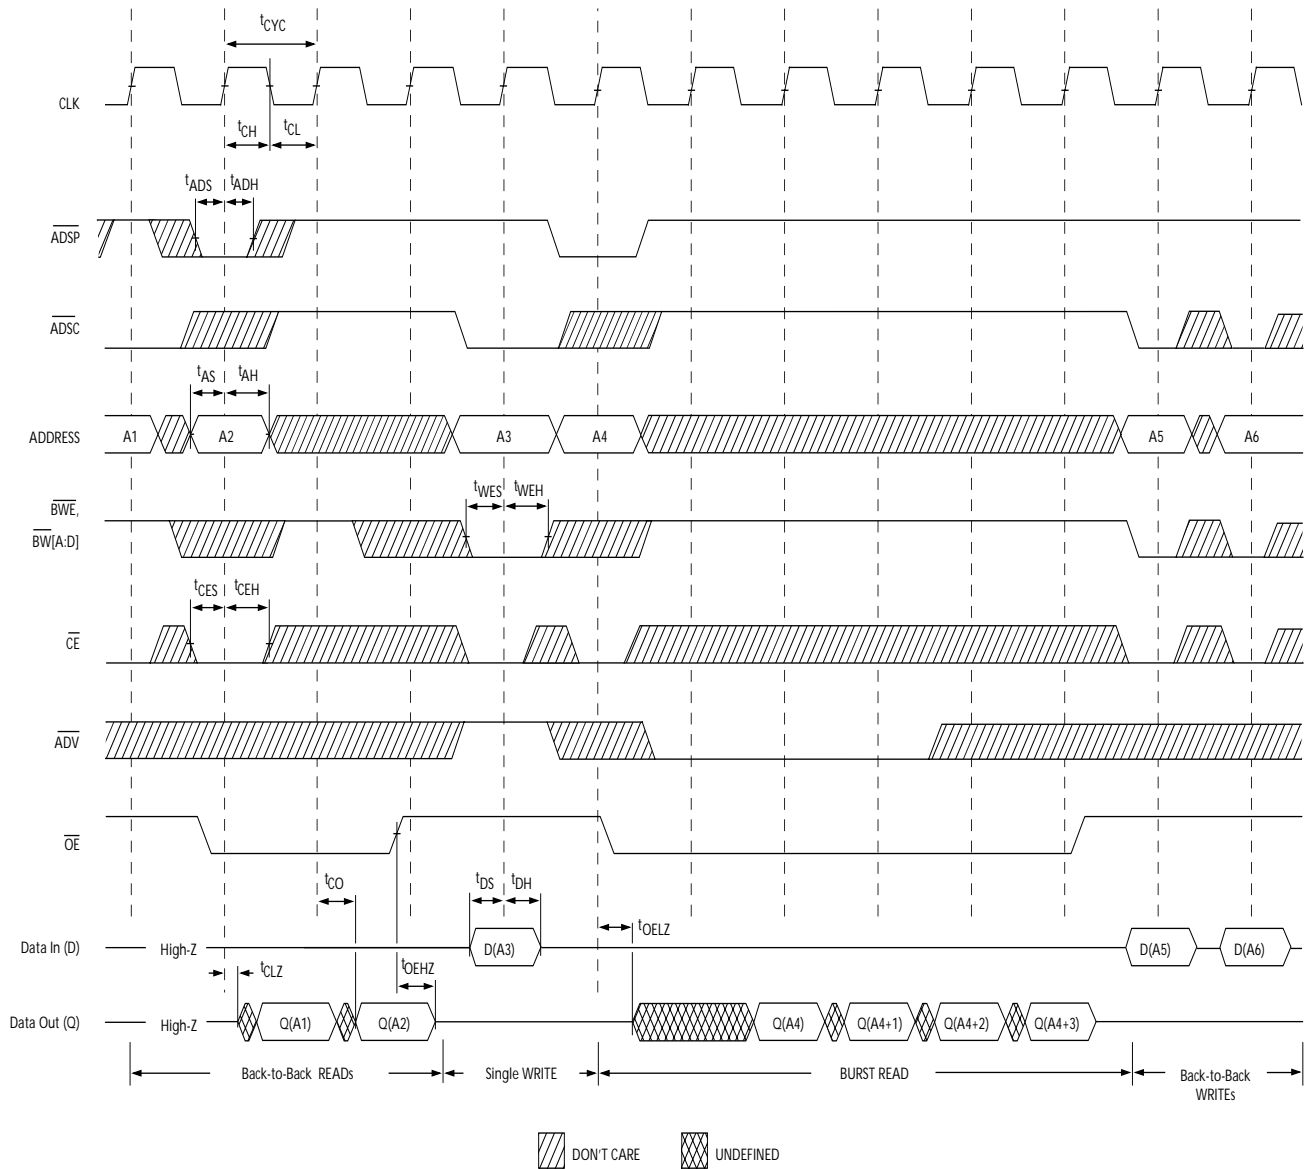 tCYC
CLK
tCH
tCL
tADS
tADH
ADSP
ADSC
tAS
tAH
ADDRESS
A1
A2
A3
A4
A5
A6
tWES
tWEH
BWE,
BW[A:D]
tCES
tCEH
CE
ADV
OE
tCO
tDS
tDH
tOELZ
Data In (D)
High-Z
D(A3)
D(A5)
D(A6)
tCLZ
tOEHZ
Data Out (Q)
High-Z
Q(A1)
Q(A2)
Q(A4)
Q(A4+1)
Q(A4+2)
Q(A4+3)
Back-to-Back READs
Single WRITE
BURST READ
Back-to-Back
WRITEs
DON'T CARE
UNDEFINED